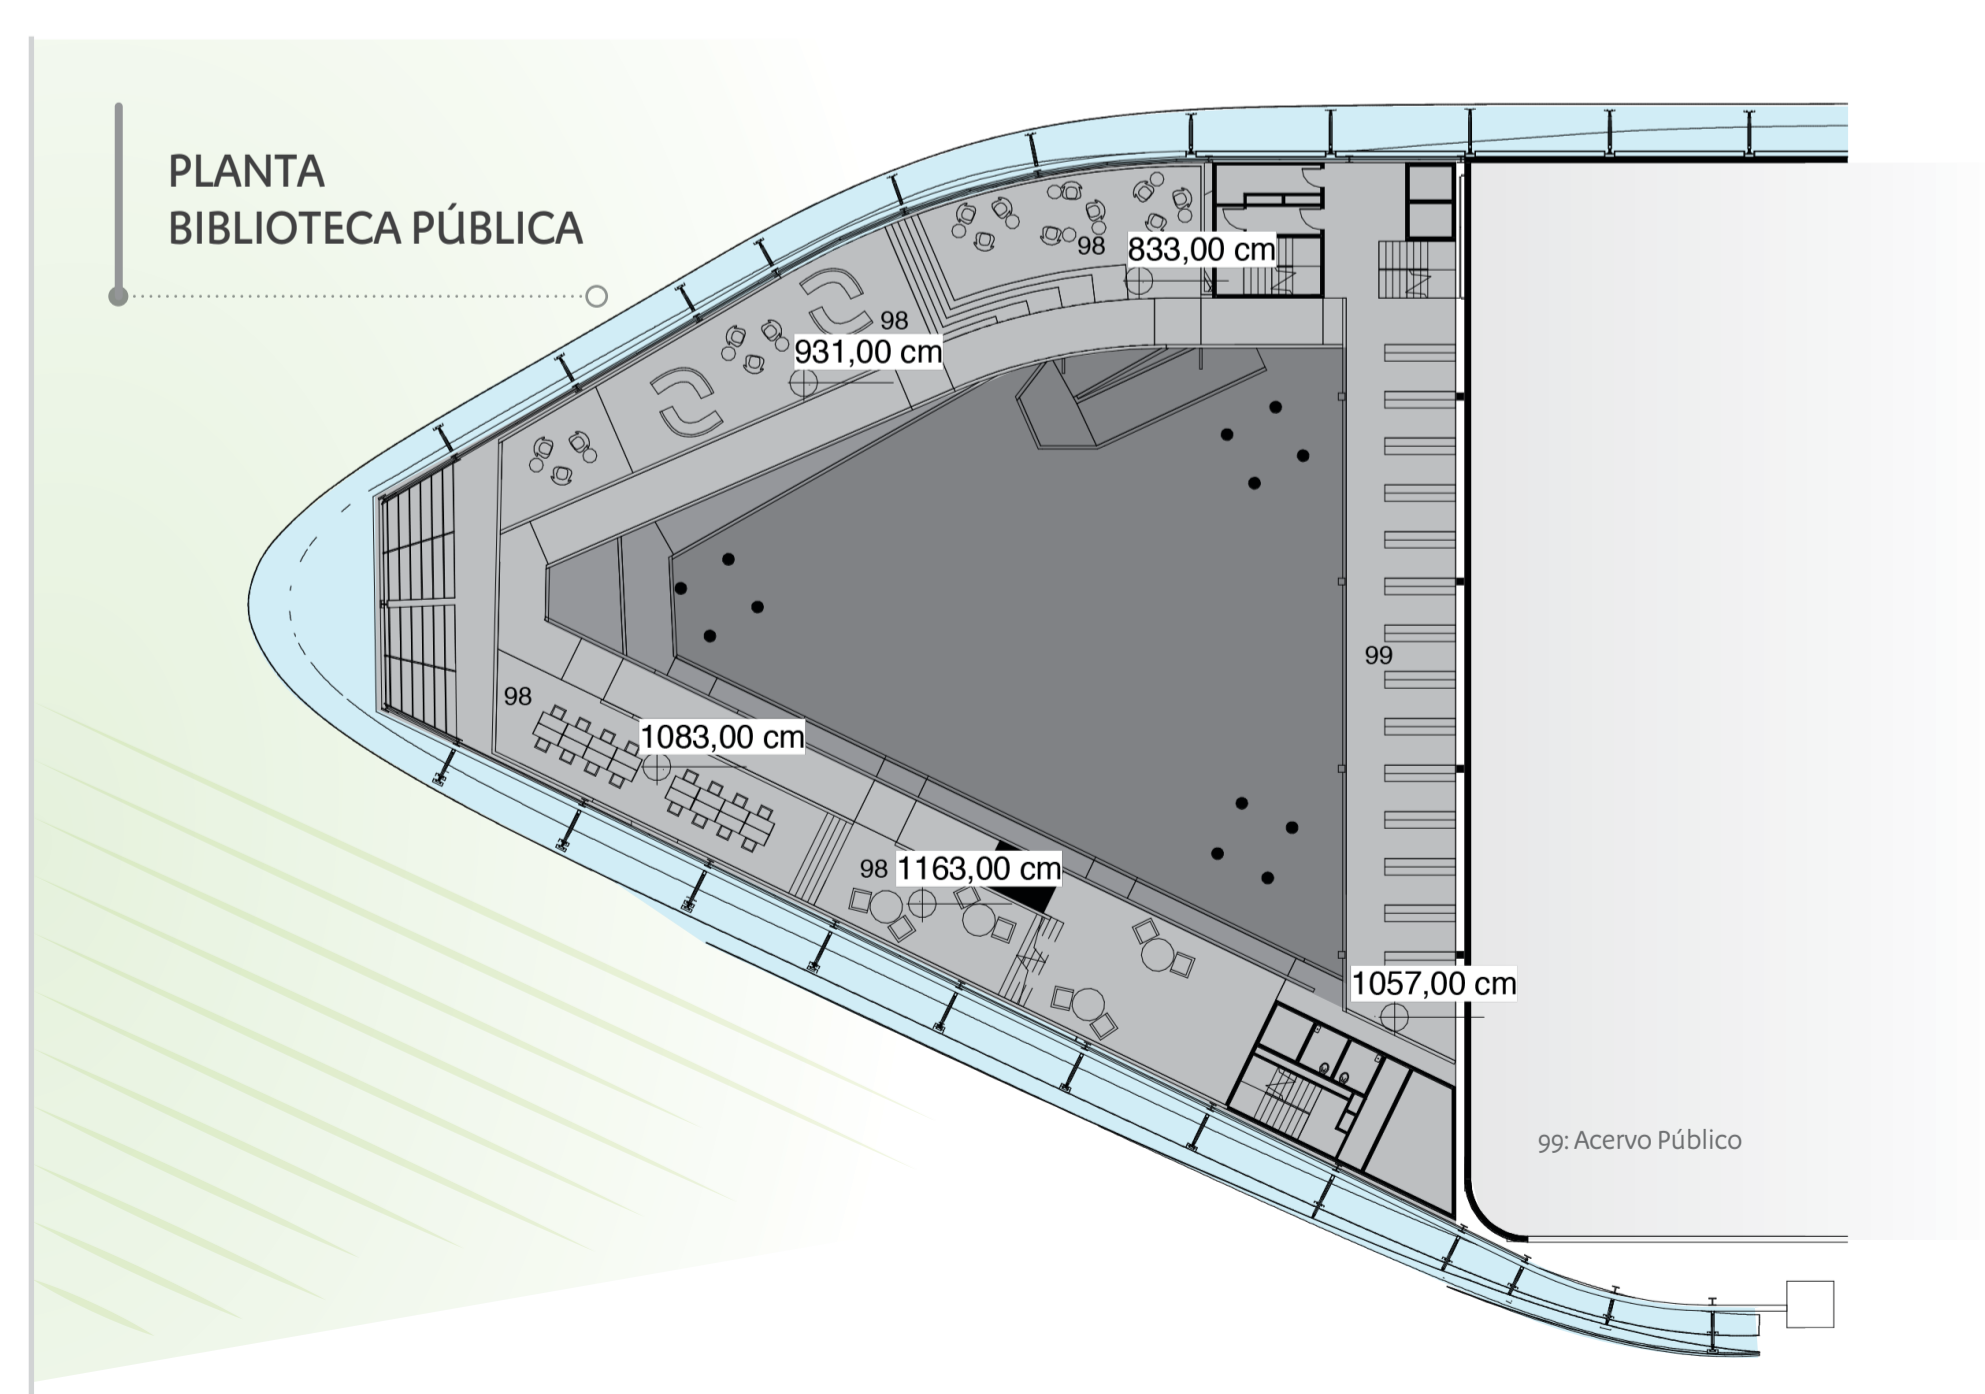 PLANTA
BIBLIOTECA PÚBLICA
98
833,00 cm
98
931,00 cm
99
98
1083,00 cm
98
1163,00 cm
1057,00 cm
99: Acervo Público